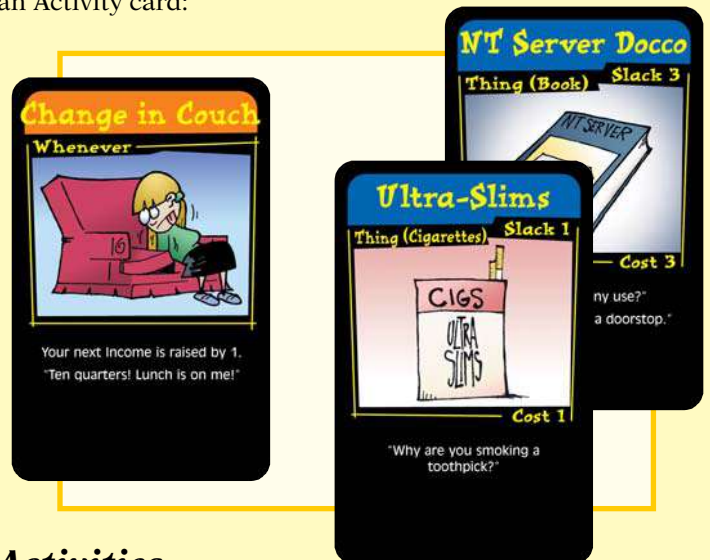 an Activity card:
Change in Couch
Whenever
16
Your next Income is raised by 1.
"Ten quarters! Lunch is on me!"
NT Server Docco
Thing (Book) Slack 3
NT SERVER
Cost 3
ny use?"
a doorstop."
Ultra-Slims
Thing (Cigarettes) Slack 1
CIGS
ULTRA
SLIMS
Cost 1
"Why are you smoking a
toothpick?"
Activities